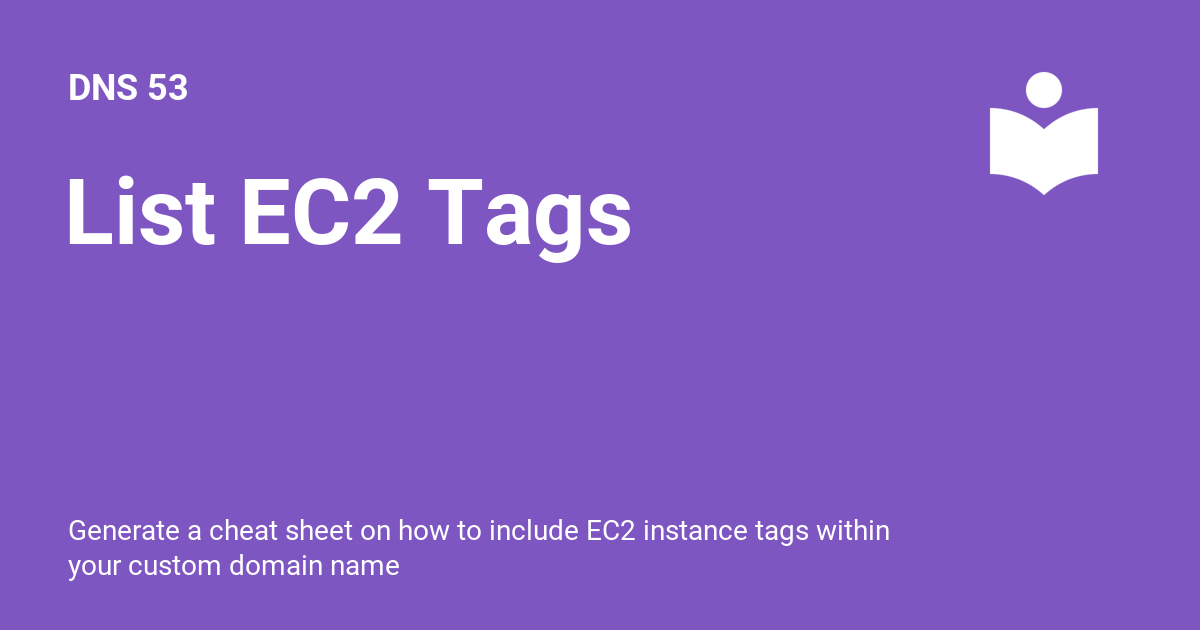 DNS 53
List EC2 Tags
Generate a cheat sheet on how to include EC2 instance tags within
your custom domain name